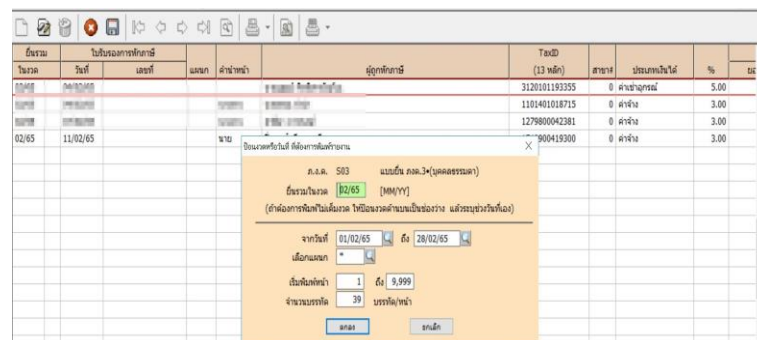 ยื่นรวม ใบรับรองการหักภาษี TaxID
ในงวด วันที่ เลขที่ แผนก คำนำหน้า ผู้ถูกหักภาษี (13 หลัก) สาขา# ประเภทเงินได้ %
3120101193355 0 ค่าเช่าอุกรณ์ 5.00
1101401018715 0 ค่าจ้าง 3.00
1279800042381 0 ค่าจ้าง 3.00
02/65 11/02/65 นาย 900419300 0 ค่าจ้าง 3.00
ป้อนงวดหรือวันที่ ที่ต้องการพิมพ์รายงาน
ภ.ง.ด. S03 แบบยื่น ภงด.3*(บุคคลธรรมดา)
ยื่นรวมในงวด 02/65 [MM/YY]
(ถ้าต้องการพิมพ์ไม่เต็มงวด ให้ป้อนงวดด้านบนเป็นช่องว่าง แล้วระบุช่วงวันที่เอง)
จากวันที่ 01/02/65 ถึง 28/02/65
เลือกแผนก *
เริ่มพิมพ์หน้า 1 ถึง 9,999
จำนวนบรรทัด 39 บรรทัด/หน้า
ตกลง ยกเลิก